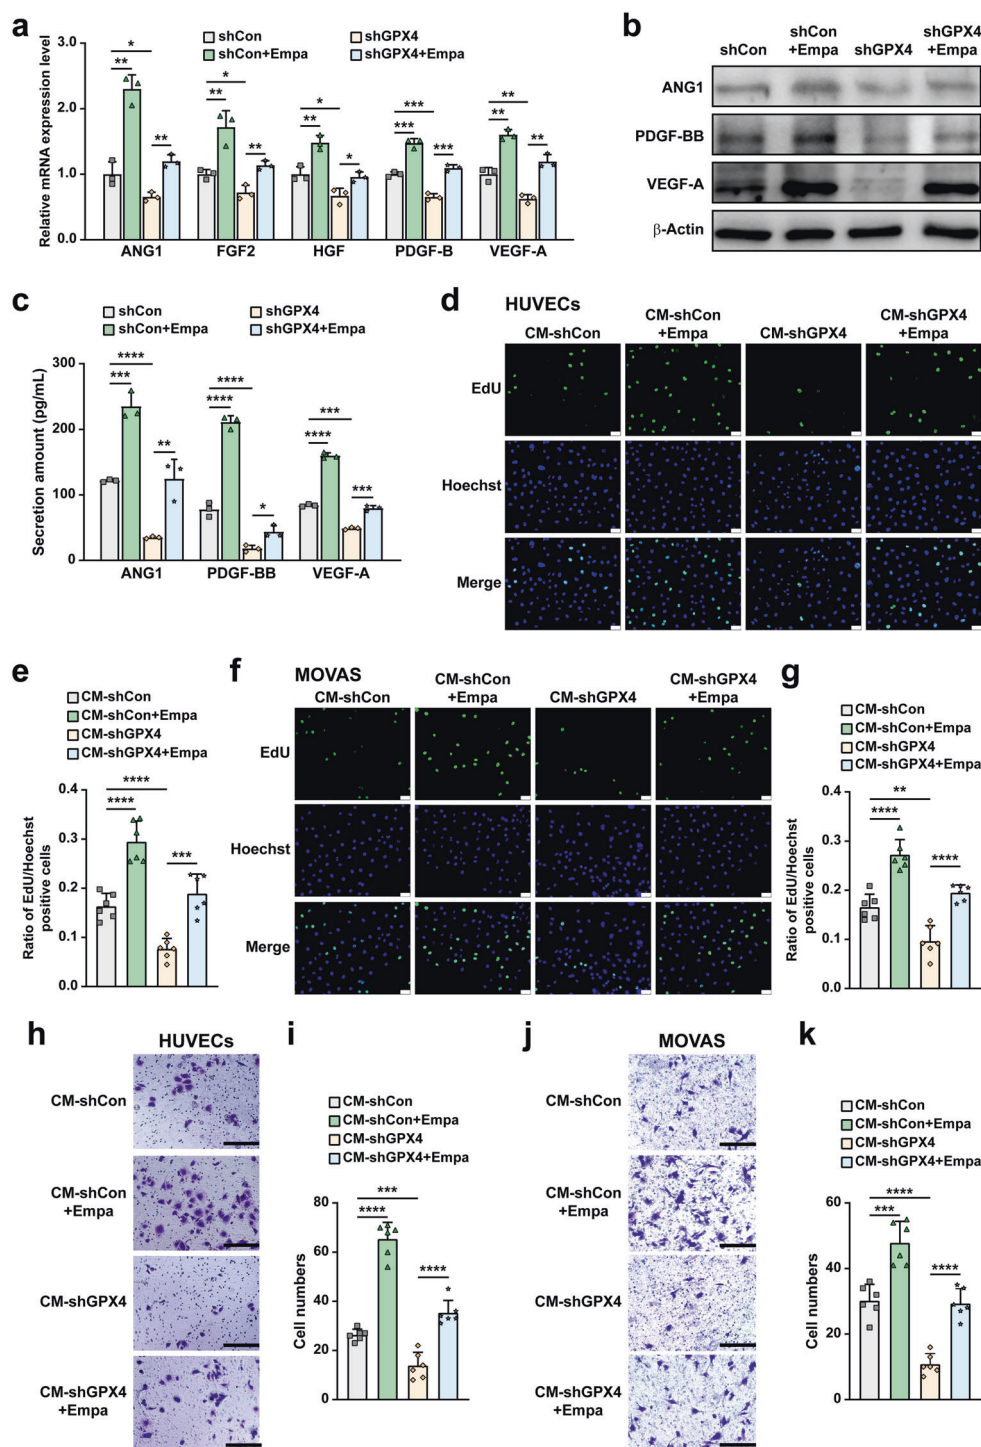 a
shCon
shGPX4
shCon+Empa
shGPX4+Empa
Relative mRNA expression level
3.0
2.0
1.0
0.0
*
**
**
*
**
**
*
**
*
***
***
***
**
**
**
ANG1
FGF2
HGF
PDGF-B
VEGF-A
b
shCon
shCon
+Empa
shGPX4
shGPX4
+Empa
ANG1
PDGF-BB
VEGF-A
β-Actin
c
shCon
shGPX4
shCon+Empa
shGPX4+Empa
Secretion amount (pg/mL)
300
200
100
0
****
***
**
****
****
*
***
****
***
ANG1
PDGF-BB
VEGF-A
d
HUVECs
CM-shCon
CM-shCon
+Empa
CM-shGPX4
CM-shGPX4
+Empa
EdU
Hoechst
Merge
e
CM-shCon
CM-shCon+Empa
CM-shGPX4
CM-shGPX4+Empa
Ratio of EdU/Hoechst
positive cells
0.4
0.3
0.2
0.1
0.0
****
****
***
f
MOVAS
CM-shCon
CM-shCon
+Empa
CM-shGPX4
CM-shGPX4
+Empa
EdU
Hoechst
Merge
g
CM-shCon
CM-shCon+Empa
CM-shGPX4
CM-shGPX4+Empa
Ratio of EdU/Hoechst
positive cells
0.4
0.3
0.2
0.1
0.0
**
****
****
h
HUVECs
CM-shCon
CM-shCon
+Empa
CM-shGPX4
CM-shGPX4
+Empa
i
CM-shCon
CM-shCon+Empa
CM-shGPX4
CM-shGPX4+Empa
Cell numbers
80
60
40
20
0
***
****
****
j
MOVAS
CM-shCon
CM-shCon
+Empa
CM-shGPX4
CM-shGPX4
+Empa
k
CM-shCon
CM-shCon+Empa
CM-shGPX4
CM-shGPX4+Empa
Cell numbers
60
40
20
0
****
***
****